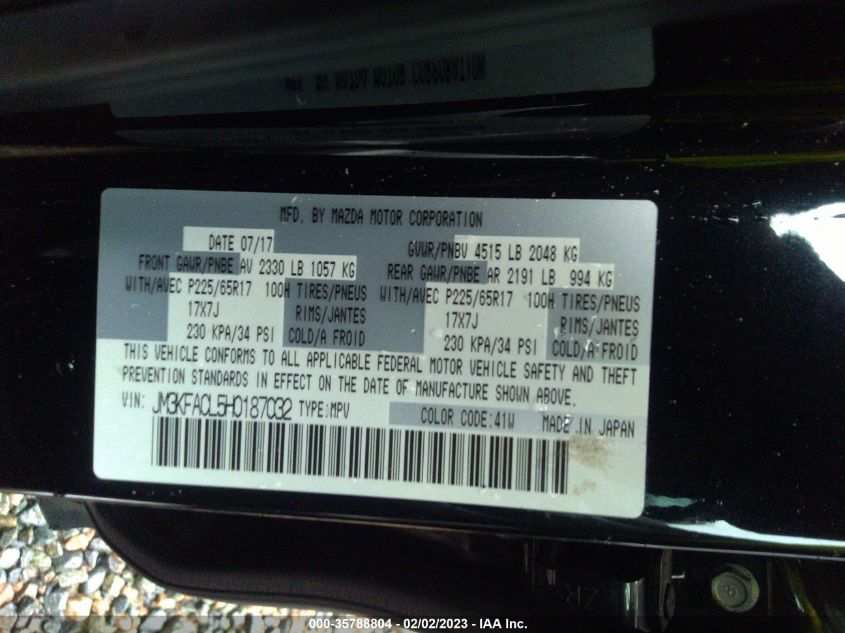 MFD. BY MAZDA MOTOR CORPORATION
DATE 07/17 GVWR/PNBV 4515 LB 2048 KG
FRONT GAWR/PNBE AV 2330 LB 1057 KG REAR GAWR/PNBE AR 2191 LB 994 KG
WITH/AVEC P225/65R17 100H TIRES/PNEUS WITH/AVEC P225/65R17 100H TIRES/PNEUS
17X7J RIMS/JANTES 17X7J RIMS/JANTES
230 KPA/34 PSI COLD/A FROID 230 KPA/34 PSI COLD/A FROID
THIS VEHICLE CONFORMS TO ALL APPLICABLE FEDERAL MOTOR VEHICLE SAFETY AND THEFT
PREVENTION STANDARDS IN EFFECT ON THE DATE OF MANUFACTURE SHOWN ABOVE.
VIN: JM3KFACL5H0187032 TYPE:MPV COLOR CODE:41W MADE IN JAPAN
000-35788804 - 02/02/2023 - IAA Inc.